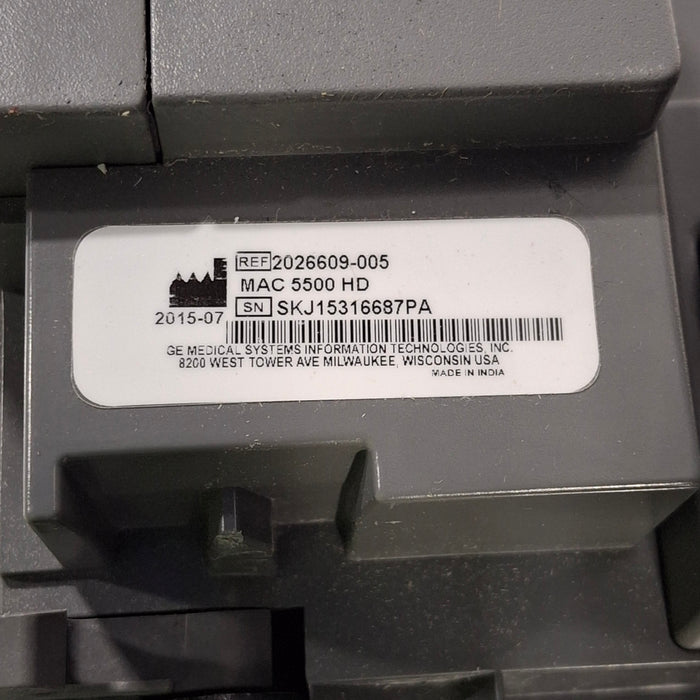 REF 2026609-005
MAC 5500 HD
SN SKJ15316687PA
2015-07
GE MEDICAL SYSTEMS INFORMATION TECHNOLOGIES, INC.
8200 WEST TOWER AVE MILWAUKEE, WISCONSIN USA
MADE IN INDIA